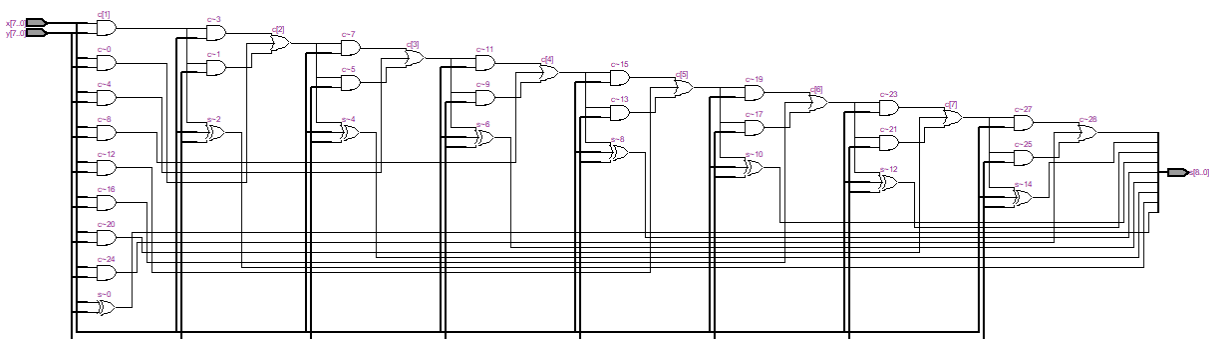 x[7..0]
y[7..0]
c[1]
c~0
c~4
c~8
c~12
c~16
c~20
c~24
s~0
c~3
c~1
s~2
c[2]
c~7
c~5
s~4
c[3]
c~11
c~9
s~6
c[4]
c~15
c~13
s~8
c[5]
c~19
c~17
s~10
c[6]
c~23
c~21
s~12
c[7]
c~27
c~25
s~14
c~28
s[8..0]